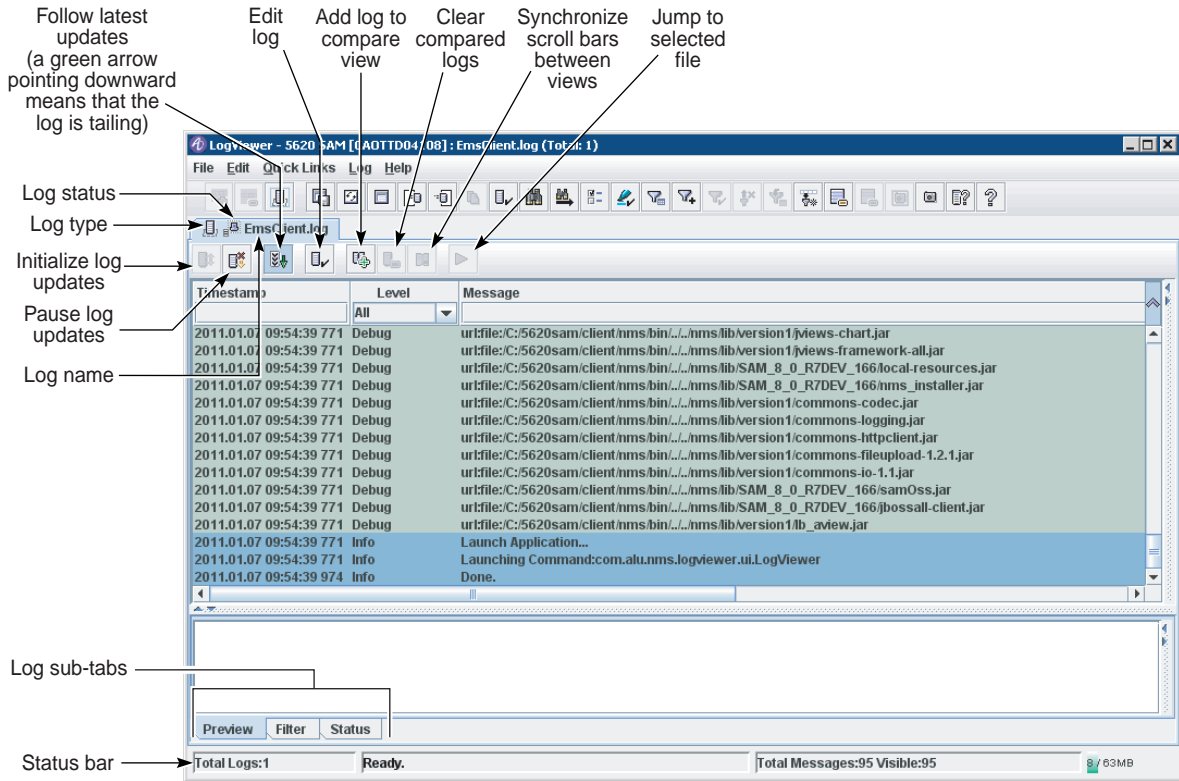 Follow latest
updates
(a green arrow
pointing downward
means that the
log is tailing)
Edit
log
Add log to
compare
view
Clear
compared
logs
Synchronize
scroll bars
between
views
Jump to
selected
file
LogViewer - 5620 SAM [0AOTTD04108] : EmsClient.log (Total: 1)
File Edit Quick Links Log Help
Log status
Log type
EmsClient.log
Initialize log
updates
Pause log
updates
Log name
Timestamp Level Message
All
2011.01.07 09:54:39 771 Debug url:file:/C:/5620sam/client/nms/bin/../../nms/lib/version1/jviews-chart.jar
2011.01.07 09:54:39 771 Debug url:file:/C:/5620sam/client/nms/bin/../../nms/lib/version1/jviews-framework-all.jar
2011.01.07 09:54:39 771 Debug url:file:/C:/5620sam/client/nms/bin/../../nms/lib/SAM_8_0_R7DEV_166/local-resources.jar
2011.01.07 09:54:39 771 Debug url:file:/C:/5620sam/client/nms/bin/../../nms/lib/SAM_8_0_R7DEV_166/nms_installer.jar
2011.01.07 09:54:39 771 Debug url:file:/C:/5620sam/client/nms/bin/../../nms/lib/version1/commons-codec.jar
2011.01.07 09:54:39 771 Debug url:file:/C:/5620sam/client/nms/bin/../../nms/lib/version1/commons-logging.jar
2011.01.07 09:54:39 771 Debug url:file:/C:/5620sam/client/nms/bin/../../nms/lib/version1/commons-httpclient.jar
2011.01.07 09:54:39 771 Debug url:file:/C:/5620sam/client/nms/bin/../../nms/lib/version1/commons-fileupload-1.2.1.jar
2011.01.07 09:54:39 771 Debug url:file:/C:/5620sam/client/nms/bin/../../nms/lib/version1/commons-io-1.1.jar
2011.01.07 09:54:39 771 Debug url:file:/C:/5620sam/client/nms/bin/../../nms/lib/SAM_8_0_R7DEV_166/samOss.jar
2011.01.07 09:54:39 771 Debug url:file:/C:/5620sam/client/nms/bin/../../nms/lib/SAM_8_0_R7DEV_166/jbossall-client.jar
2011.01.07 09:54:39 771 Debug url:file:/C:/5620sam/client/nms/bin/../../nms/lib/version1/lb_aview.jar
2011.01.07 09:54:39 771 Info Launch Application...
2011.01.07 09:54:39 771 Info Launching Command:com.alu.nms.logviewer.ui.LogViewer
2011.01.07 09:54:39 974 Info Done.
Log sub-tabs
Preview Filter Status
Status bar
Total Logs:1 Ready. Total Messages:95 Visible:95 8 / 63MB